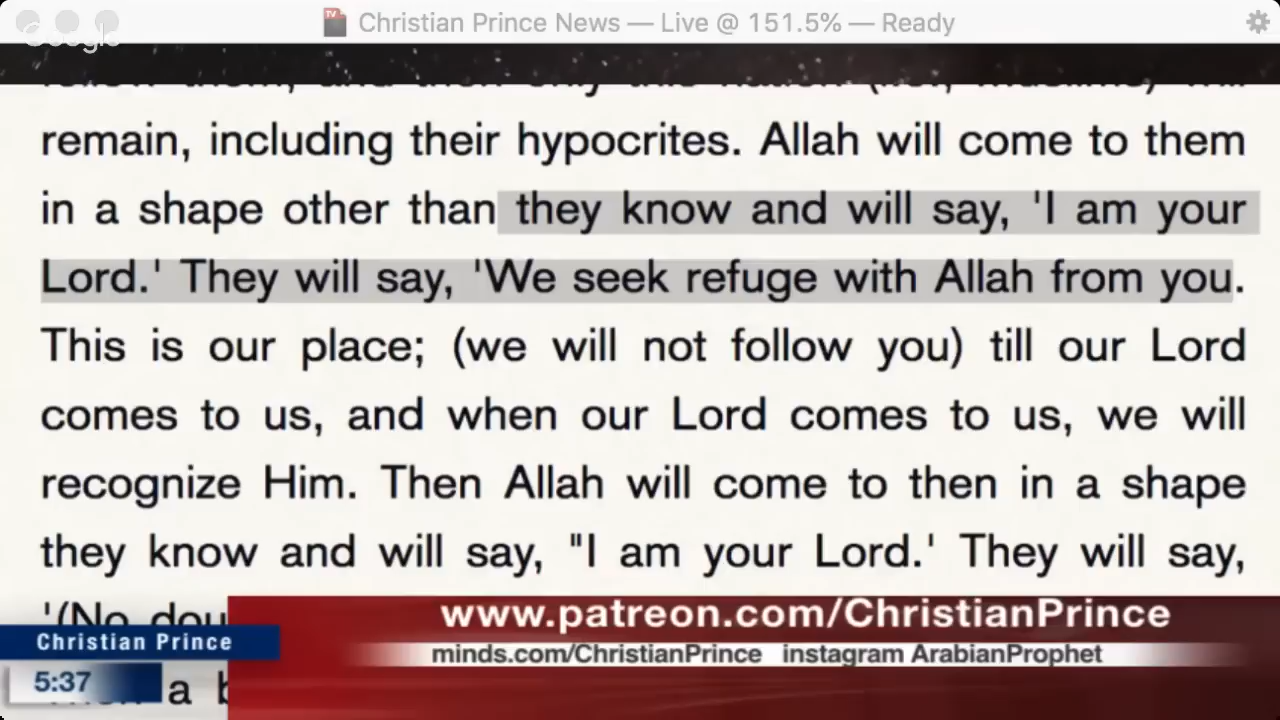 Christian Prince News — Live @ 151.5% — Ready
Google
remain, including their hypocrites. Allah will come to them
in a shape other than they know and will say, 'I am your
Lord.' They will say, 'We seek refuge with Allah from you.
This is our place; (we will not follow you) till our Lord
comes to us, and when our Lord comes to us, we will
recognize Him. Then Allah will come to then in a shape
they know and will say, "I am your Lord.' They will say,
'(No
a
www.patreon.com/ChristianPrince
minds.com/ChristianPrince instagram ArabianProphet
Christian Prince
5:37